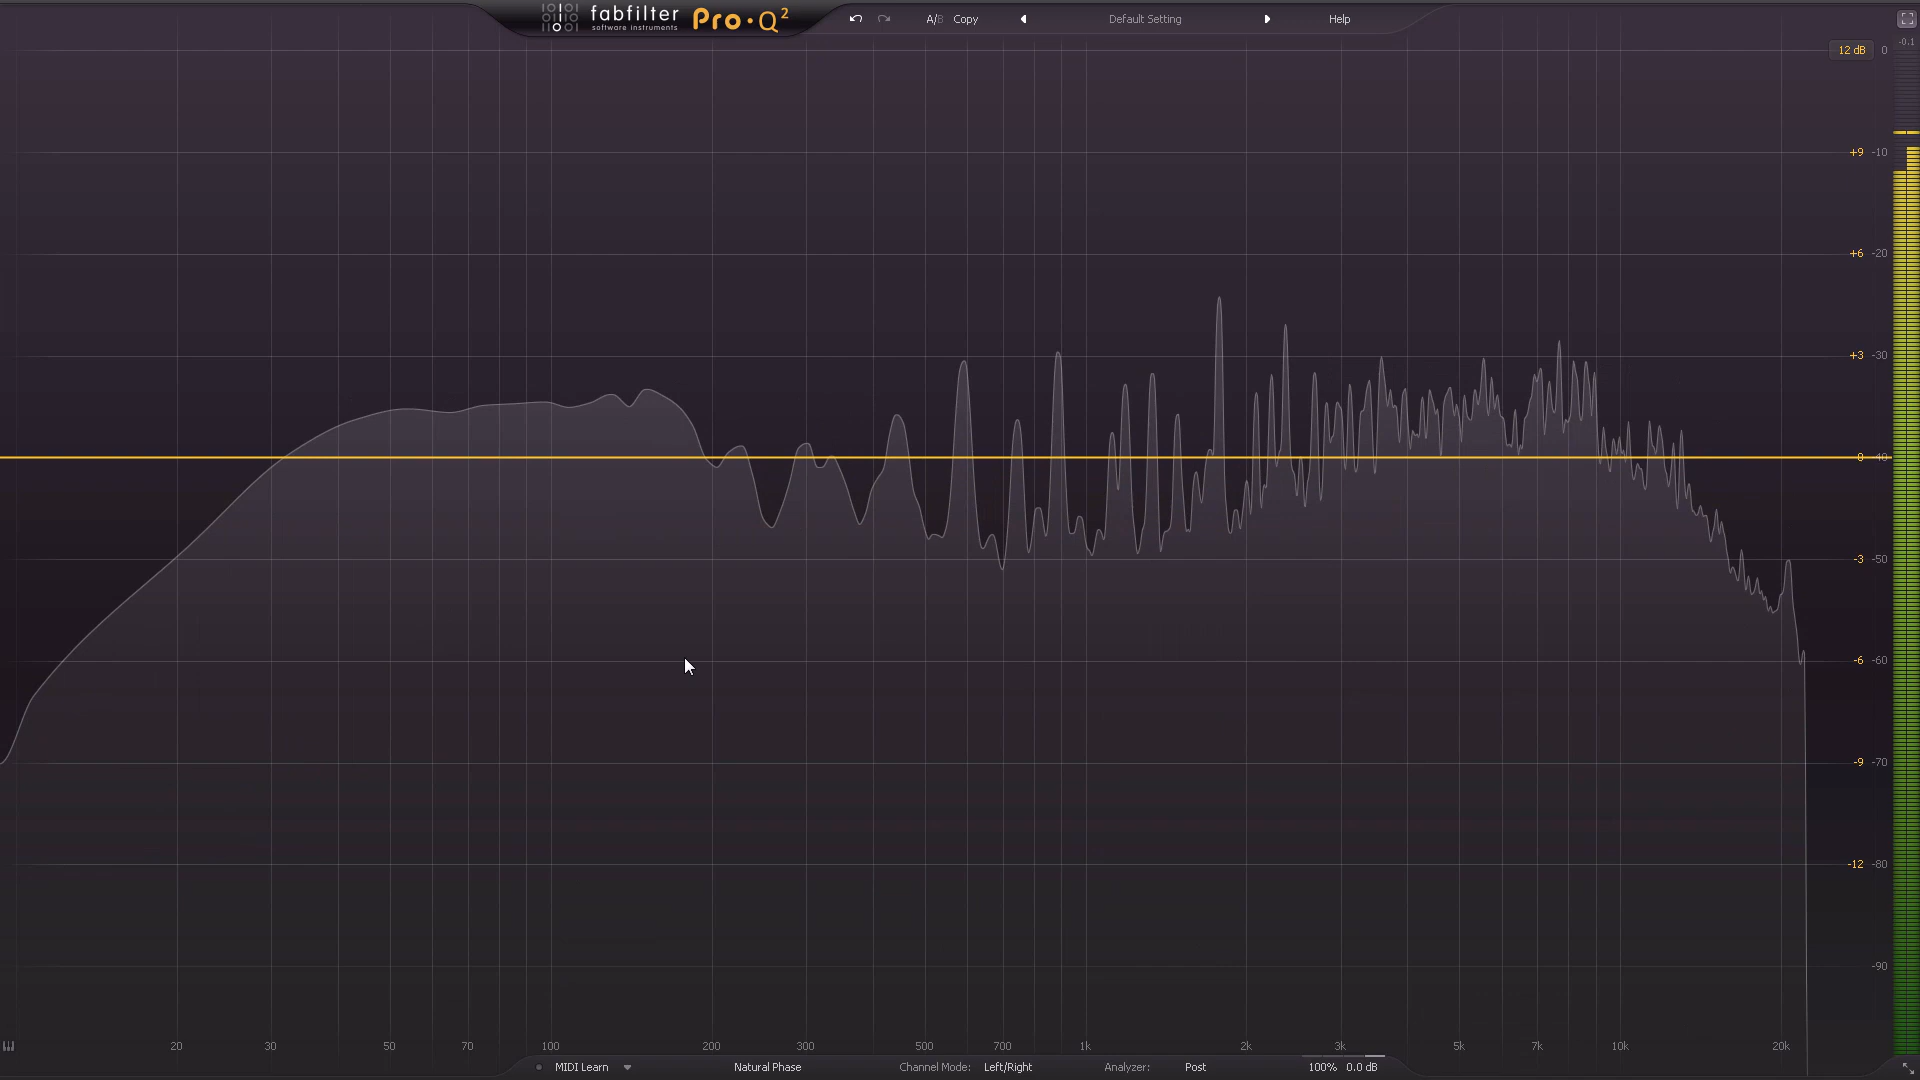 fabfilter Pro·Q²
software instruments
A/B Copy Default Setting Help
-0.1
12 dB 0
+9 -10
+6 -20
+3 -30
0 -40
-3 -50
-6 -60
-9 -70
-12 -80
-90
20 30 50 70 100 200 300 500 700 1k 2k 3k 5k 7k 10k 20k
MIDI Learn Natural Phase Channel Mode: Left/Right Analyzer: Post 100% 0.0 dB